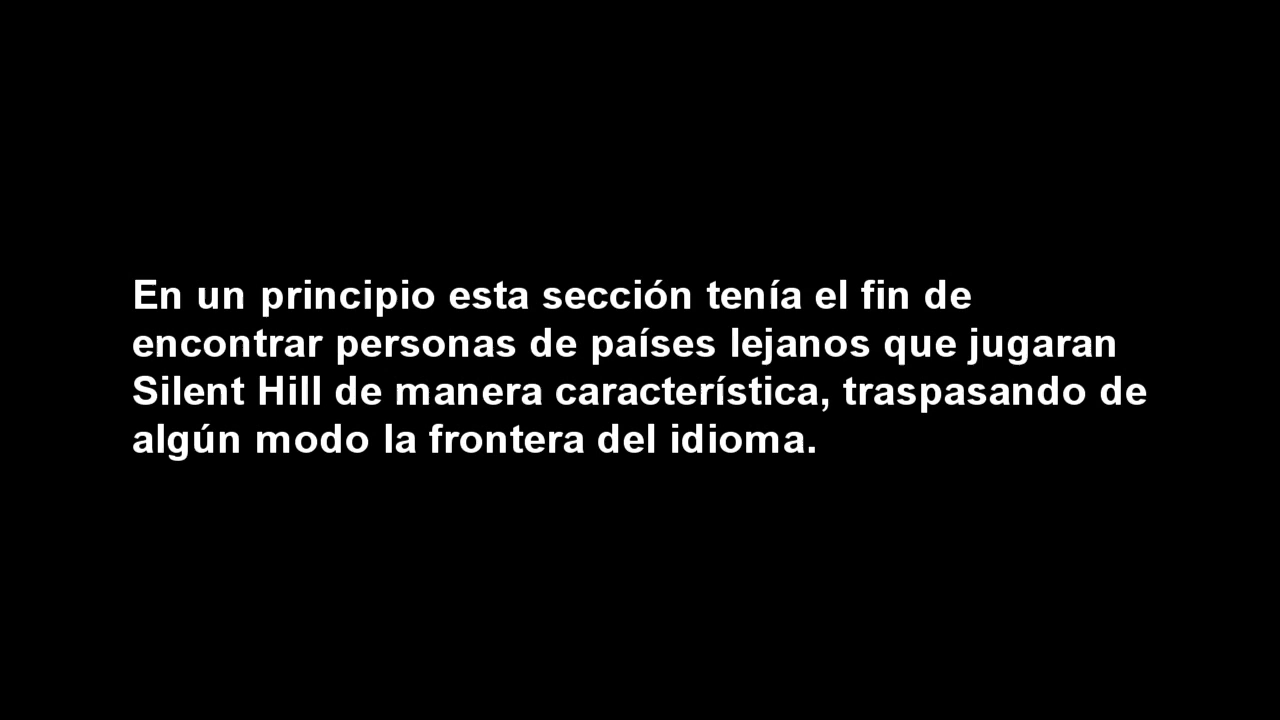 En un principio esta sección tenía el fin de
encontrar personas de países lejanos que jugaran
Silent Hill de manera característica, traspasando de
algún modo la frontera del idioma.